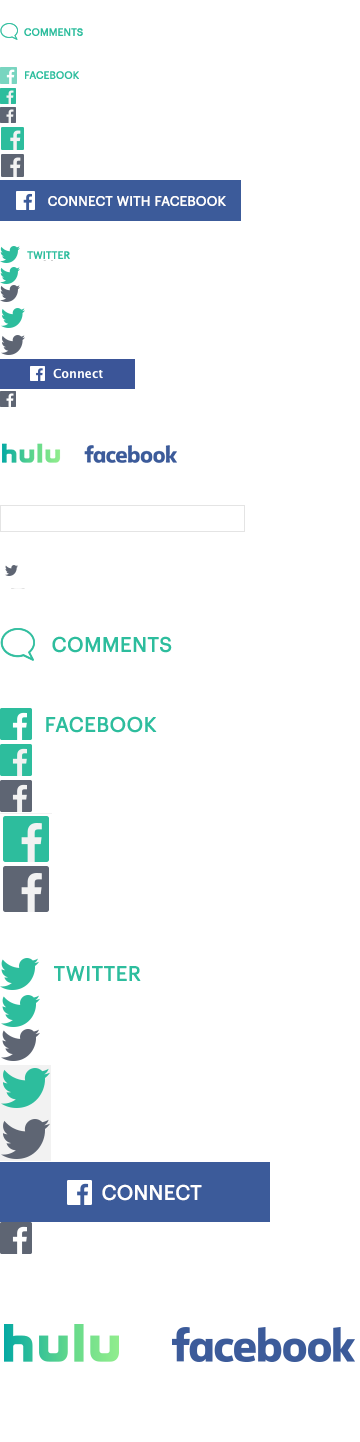 COMMENTS
FACEBOOK
CONNECT WITH FACEBOOK
TWITTER
Connect
hulu facebook
COMMENTS
FACEBOOK
TWITTER
CONNECT
hulu facebook